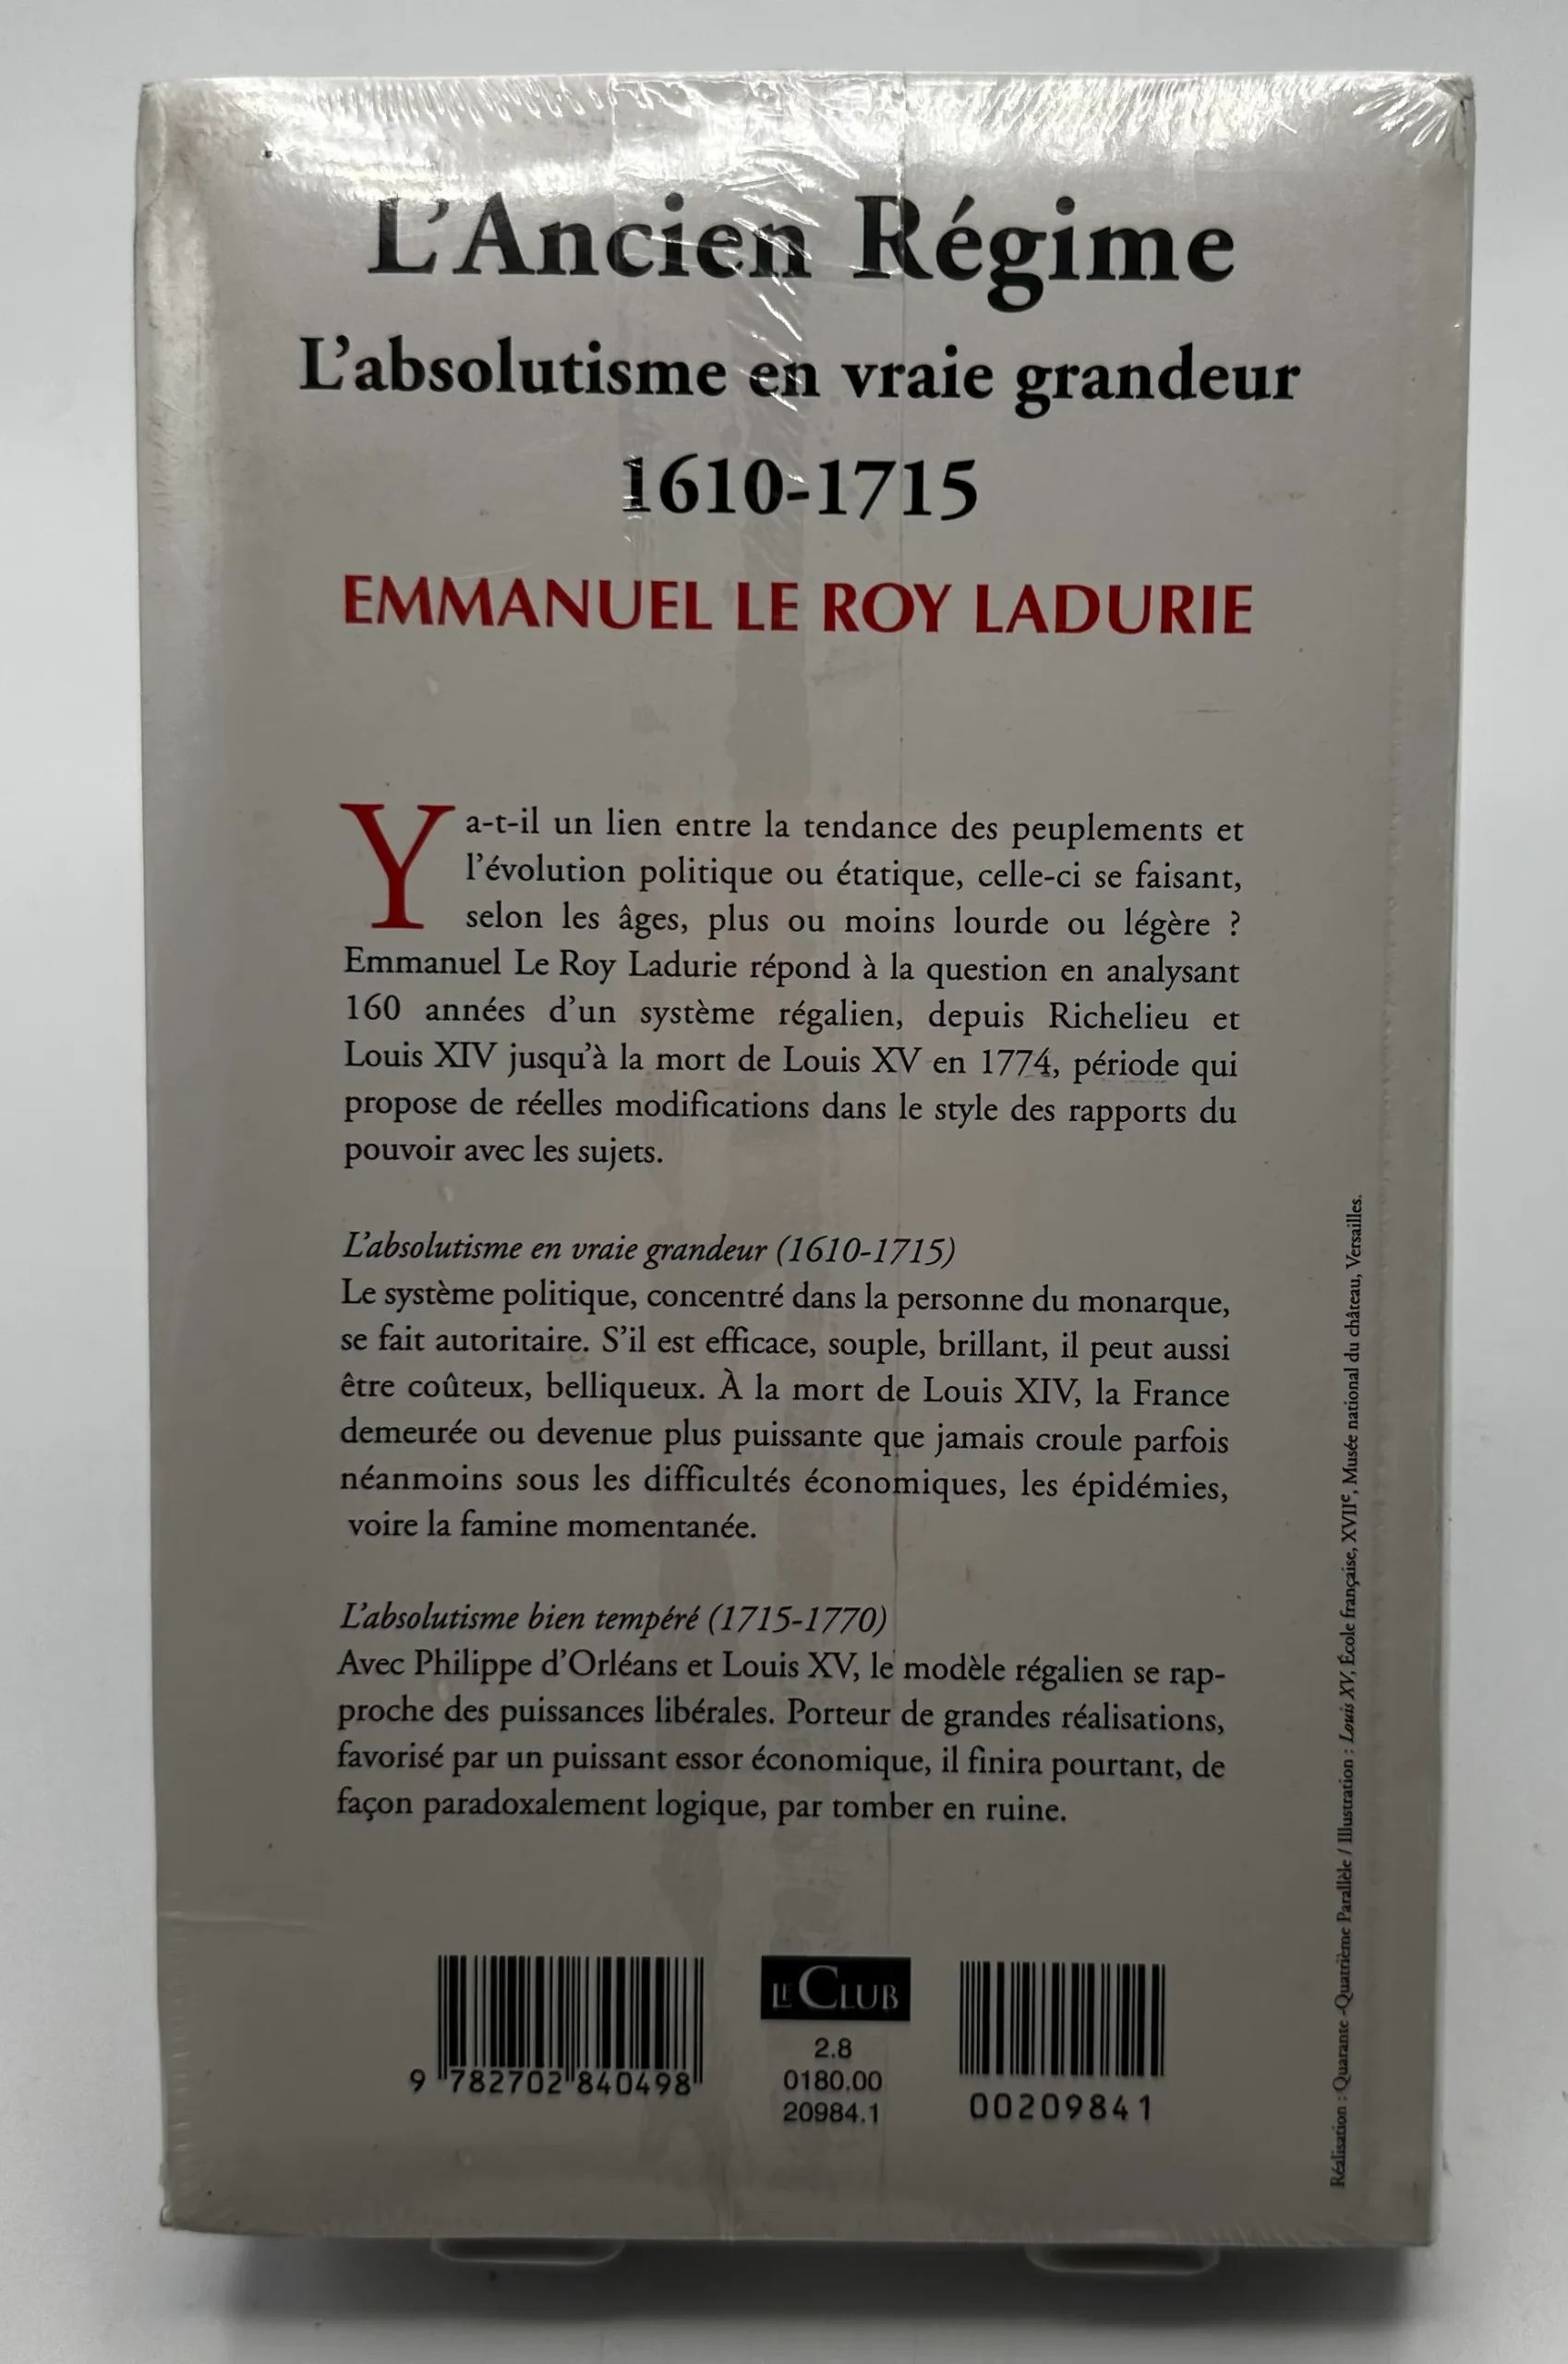 L'Ancien Régime
L'absolutisme en vraie grandeur
1610-1715
EMMANUEL LE ROY LADURIE
Y a-t-il un lien entre la tendance des peuplements et
l'évolution politique ou étatique, celle-ci se faisant,
selon les âges, plus ou moins lourde ou légère ?
Emmanuel Le Roy Ladurie répond à la question en analysant
160 années d'un système régalien, depuis Richelieu et
Louis XIV jusqu'à la mort de Louis XV en 1774, période qui
propose de réelles modifications dans le style des rapports du
pouvoir avec les sujets.
L'absolutisme en vraie grandeur (1610-1715)
Le système politique, concentré dans la personne du monarque,
se fait autoritaire. S'il est efficace, souple, brillant, il peut aussi
être coûteux, belliqueux. À la mort de Louis XIV, la France
demeurée ou devenue plus puissante que jamais croule parfois
néanmoins sous les difficultés économiques, les épidémies,
voire la famine momentanée.
L'absolutisme bien tempéré (1715-1770)
Avec Philippe d'Orléans et Louis XV, le modèle régalien se rap-
proche des puissances libérales. Porteur de grandes réalisations,
favorisé par un puissant essor économique, il finira pourtant, de
façon paradoxalement logique, par tomber en ruine.
9 782702 840498
LE CLUB
2.8
0180.00
20984.1
00209841
Réalisation : Quarante -Quatrième Parallèle / Illustration : Louis XV, École française, XVIIe, Musée national du château, Versailles.